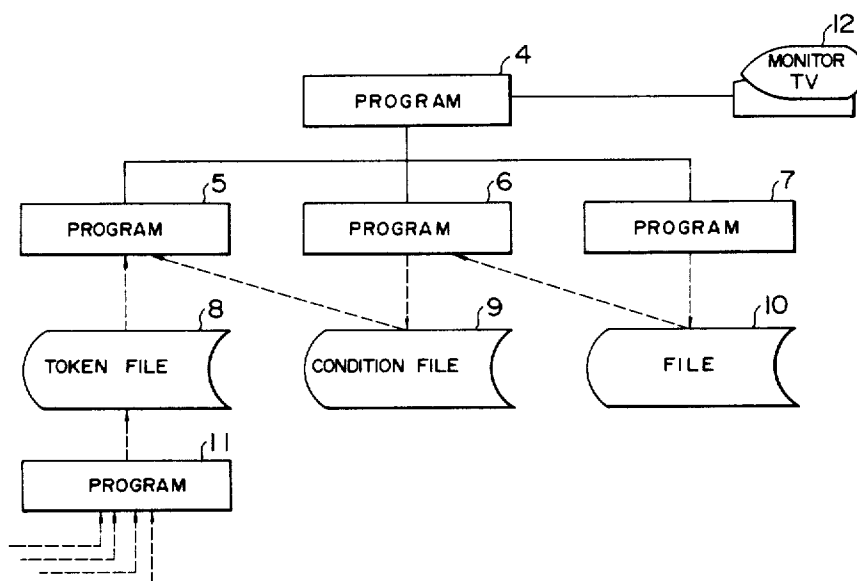 12
MONITOR
TV
4
PROGRAM
5
PROGRAM
6
PROGRAM
7
PROGRAM
8
TOKEN FILE
9
CONDITION FILE
10
FILE
11
PROGRAM